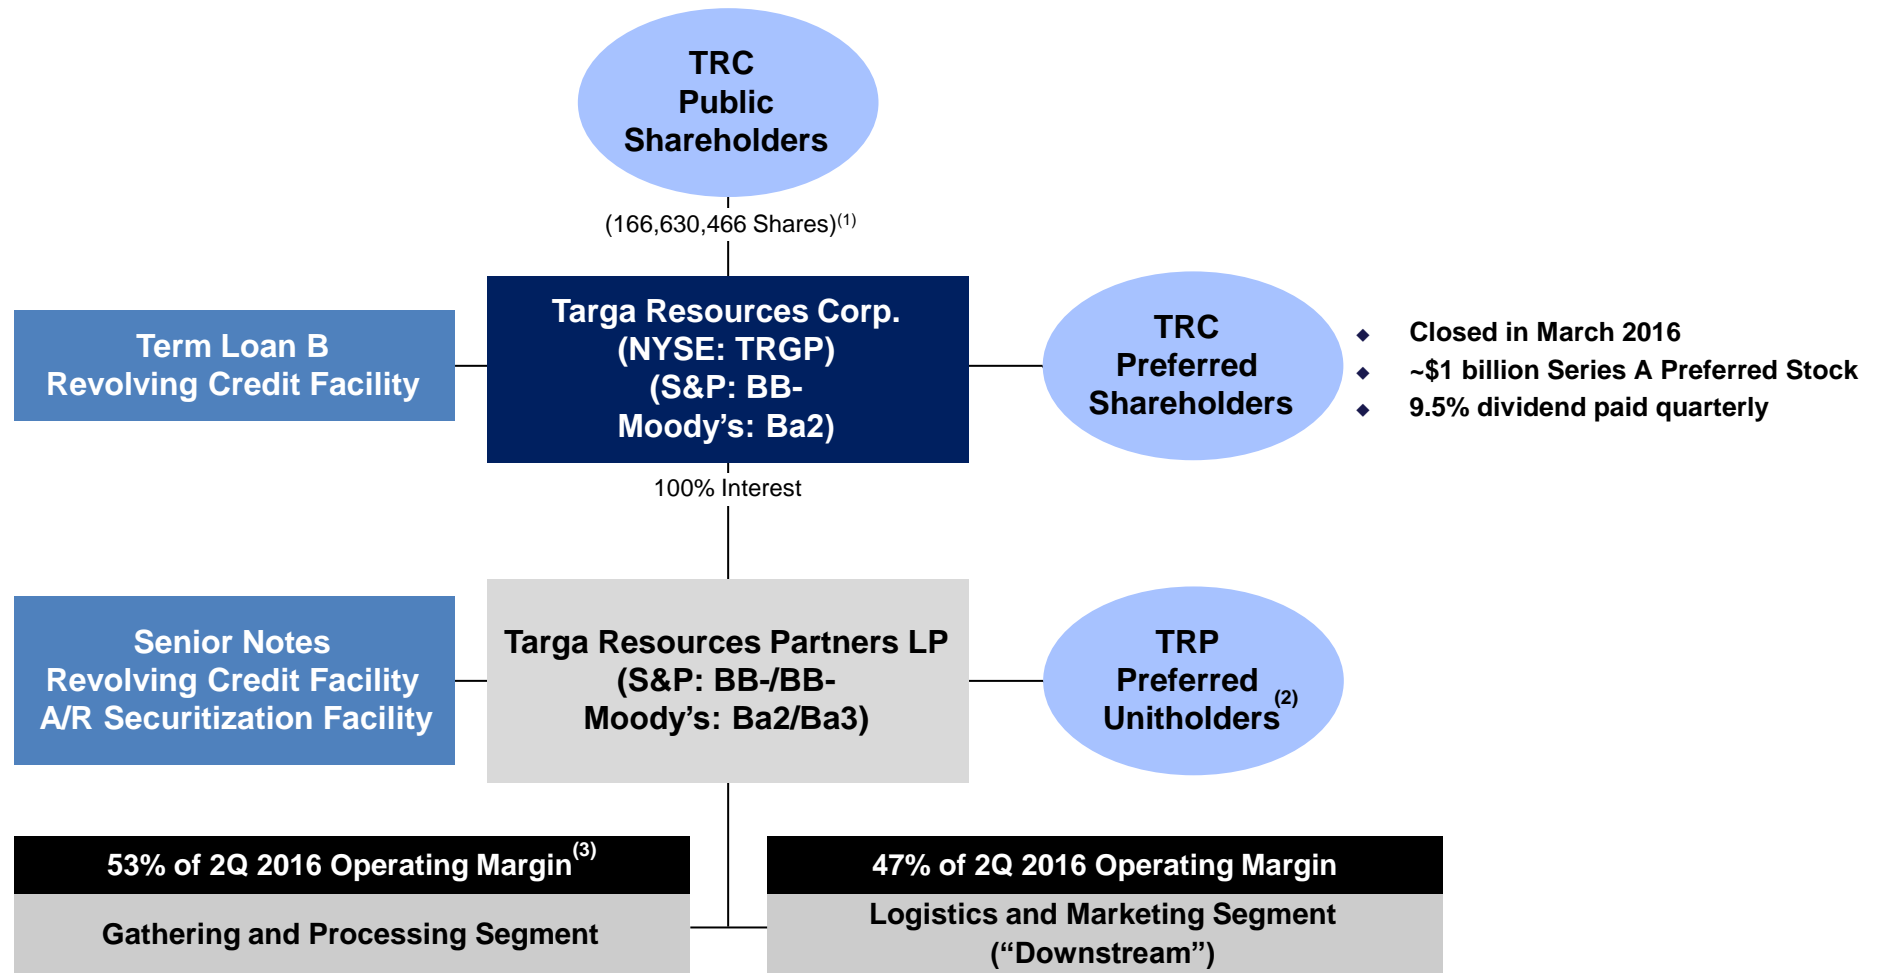 TRC
Public
Shareholders
(166,630,466 Shares)(1)
Term Loan B
Revolving Credit Facility
Targa Resources Corp.
(NYSE: TRGP)
(S&P: BB-
Moody’s: Ba2)
TRC
Preferred
Shareholders
◆ Closed in March 2016
◆ ~$1 billion Series A Preferred Stock
◆ 9.5% dividend paid quarterly
100% Interest
Senior Notes
Revolving Credit Facility
A/R Securitization Facility
Targa Resources Partners LP
(S&P: BB-/BB-
Moody’s: Ba2/Ba3)
TRP
Preferred
Unitholders(2)
53% of 2Q 2016 Operating Margin(3)
Gathering and Processing Segment
47% of 2Q 2016 Operating Margin
Logistics and Marketing Segment
(“Downstream”)